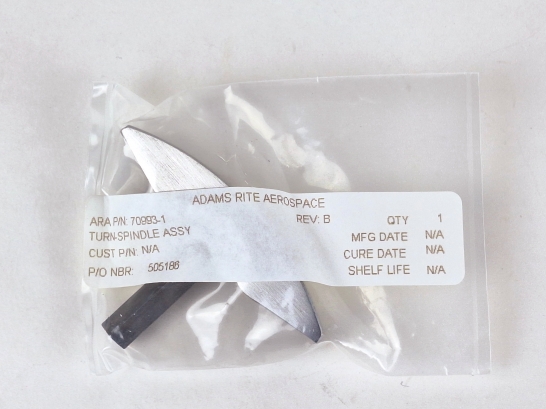 ADAMS RITE AEROSPACE
ARA P/N: 70993-1 REV: B QTY 1
TURN-SPINDLE ASSY MFG DATE N/A
CUST P/N: N/A CURE DATE N/A
P/O NBR: 505186 SHELF LIFE N/A